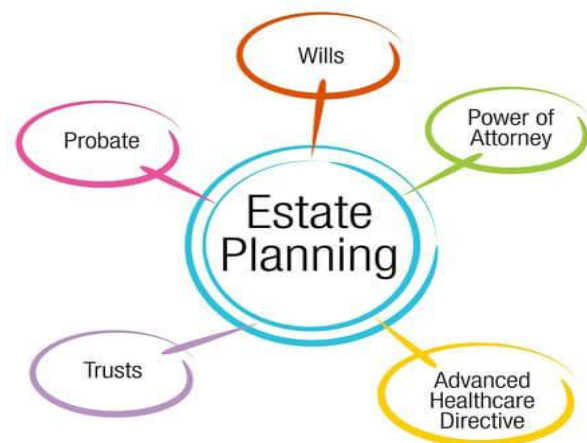 Wills
Probate
Power of
Attorney
Estate
Planning
Trusts
Advanced
Healthcare
Directive